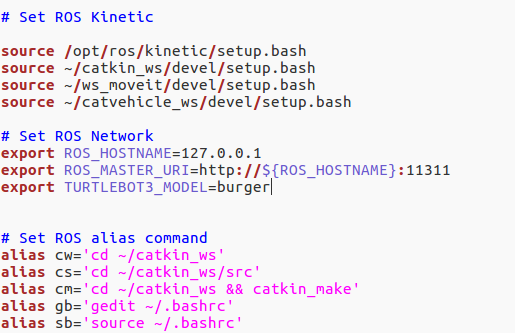 # Set ROS Kinetic
source /opt/ros/kinetic/setup.bash
source ~/catkin_ws/devel/setup.bash
source ~/ws_moveit/devel/setup.bash
source ~/catvehicle_ws/devel/setup.bash
# Set ROS Network
export ROS_HOSTNAME=127.0.0.1
export ROS_MASTER_URI=http://${ROS_HOSTNAME}:11311
export TURTLEBOT3_MODEL=burger
# Set ROS alias command
alias cw='cd ~/catkin_ws'
alias cs='cd ~/catkin_ws/src'
alias cm='cd ~/catkin_ws && catkin_make'
alias gb='gedit ~/.bashrc'
alias sb='source ~/.bashrc'